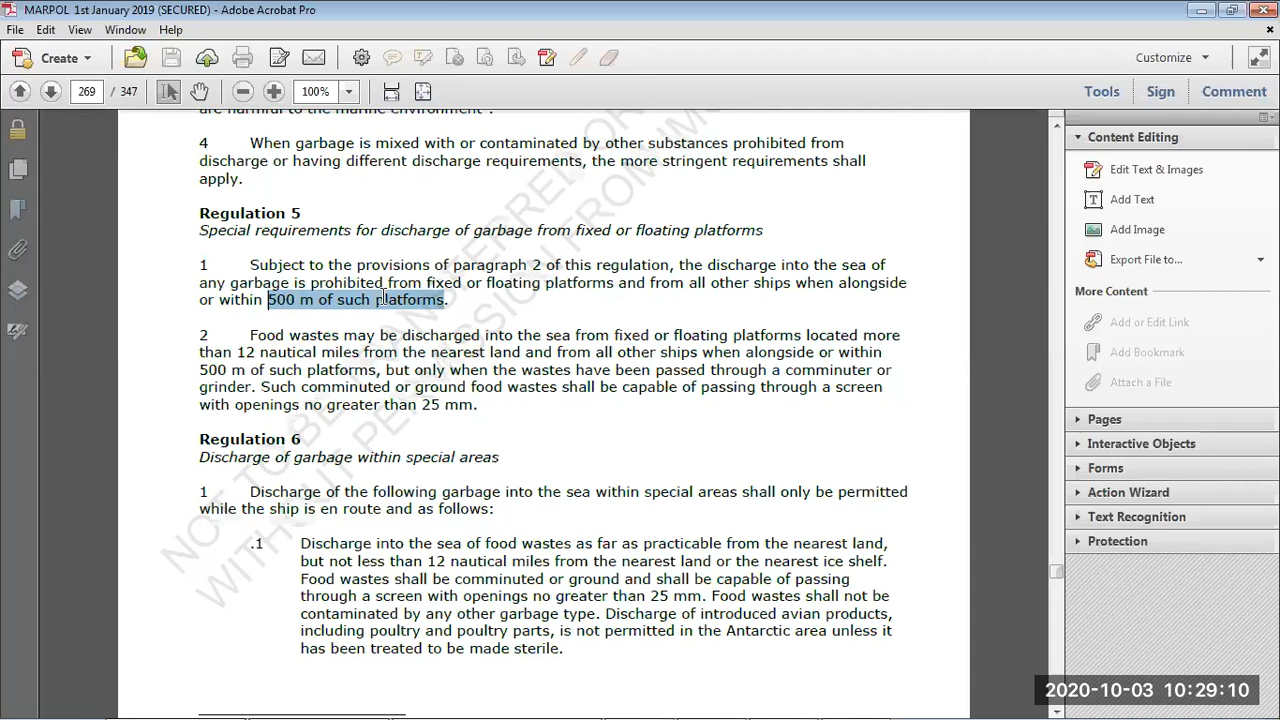 MARPOL 1st January 2019 (SECURED) - Adobe Acrobat Pro
File Edit View Window Help
Create Customize
269 / 347 100% Tools Sign Comment
4 When garbage is mixed with or contaminated by other substances prohibited from
discharge or having different discharge requirements, the more stringent requirements shall
apply.
Regulation 5
Special requirements for discharge of garbage from fixed or floating platforms
1 Subject to the provisions of paragraph 2 of this regulation, the discharge into the sea of
any garbage is prohibited from fixed or floating platforms and from all other ships when alongside
or within 500 m of such platforms.
2 Food wastes may be discharged into the sea from fixed or floating platforms located more
than 12 nautical miles from the nearest land and from all other ships when alongside or within
500 m of such platforms, but only when the wastes have been passed through a comminuter or
grinder. Such comminuted or ground food wastes shall be capable of passing through a screen
with openings no greater than 25 mm.
Regulation 6
Discharge of garbage within special areas
1 Discharge of the following garbage into the sea within special areas shall only be permitted
while the ship is en route and as follows:
.1 Discharge into the sea of food wastes as far as practicable from the nearest land,
but not less than 12 nautical miles from the nearest land or the nearest ice shelf.
Food wastes shall be comminuted or ground and shall be capable of passing
through a screen with openings no greater than 25 mm. Food wastes shall not be
contaminated by any other garbage type. Discharge of introduced avian products,
including poultry and poultry parts, is not permitted in the Antarctic area unless it
has been treated to be made sterile.
Content Editing
Edit Text & Images
Add Text
Add Image
Export File to...
More Content
Add or Edit Link
Add Bookmark
Attach a File
Pages
Interactive Objects
Forms
Action Wizard
Text Recognition
Protection
2020-10-03 10:29:10